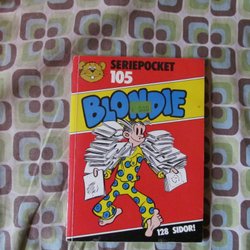 SERIEPOCKET
105
BLONDIE
128 SIDOR!